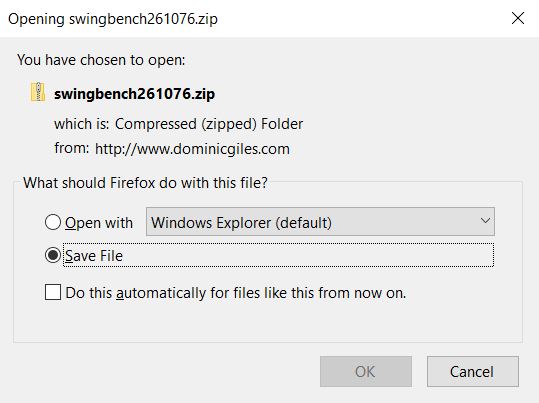 Opening swingbench261076.zip
You have chosen to open:
swingbench261076.zip
which is: Compressed (zipped) Folder
from: http://www.dominicgiles.com
What should Firefox do with this file?
Open with Windows Explorer (default)
Save File
Do this automatically for files like this from now on.
OK Cancel